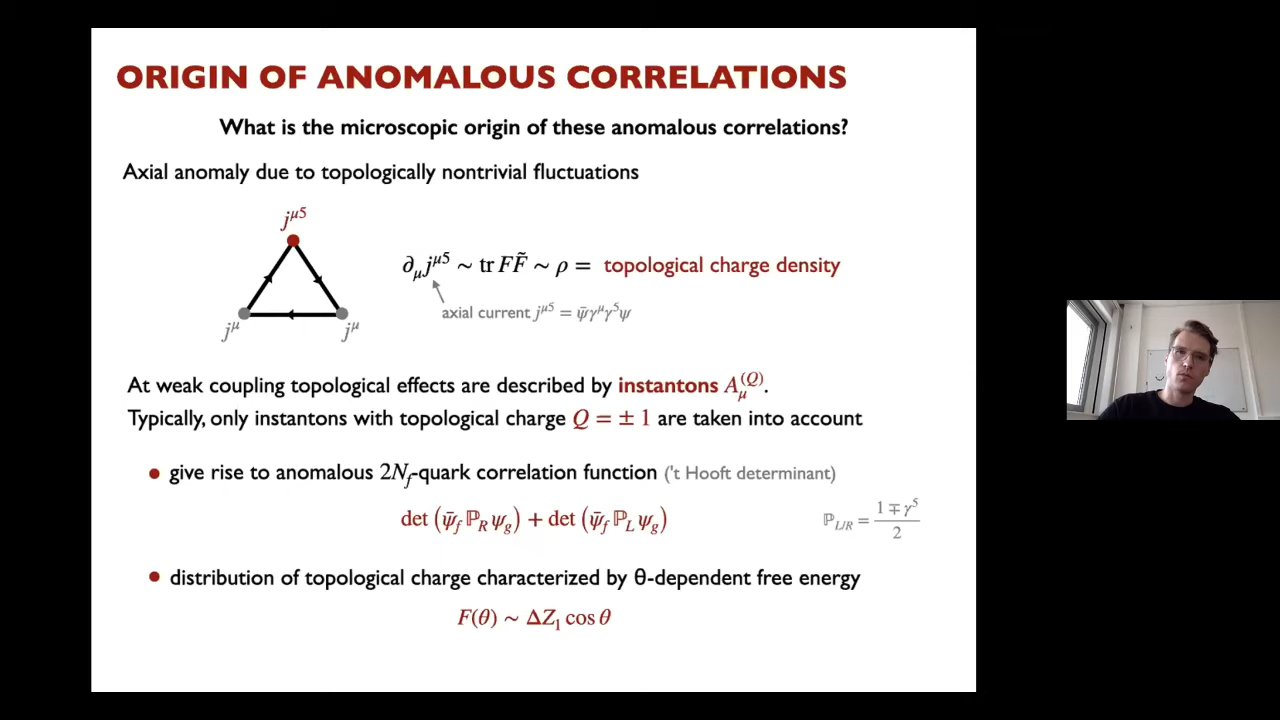 ORIGIN OF ANOMALOUS CORRELATIONS
What is the microscopic origin of these anomalous correlations?
Axial anomaly due to topologically nontrivial fluctuations
j^{μ5}
∂_μ j^{μ5} ∼ tr F F̃ ∼ ρ = topological charge density
axial current j^{μ5} = ψ̄γ^μγ^5ψ
j^μ j^μ
At weak coupling topological effects are described by instantons A_μ^{(Q)}.
Typically, only instantons with topological charge Q = ± 1 are taken into account
• give rise to anomalous 2N_f-quark correlation function ('t Hooft determinant)
det (ψ̄_f ℙ_R ψ_g) + det (ψ̄_f ℙ_L ψ_g)
ℙ_{L/R} = (1 ∓ γ^5)/2
• distribution of topological charge characterized by θ-dependent free energy
F(θ) ∼ ΔZ_1 cos θ